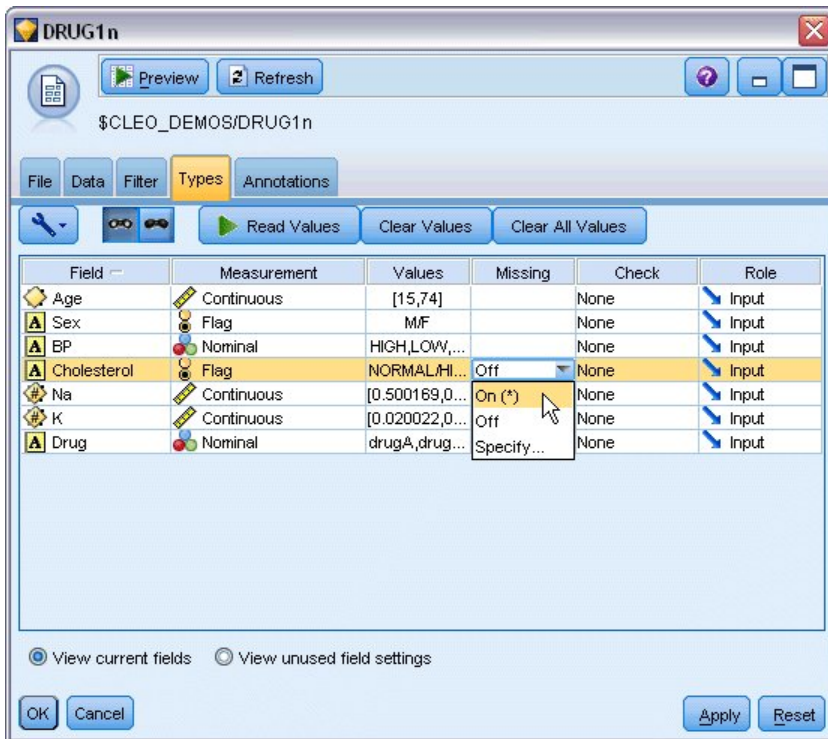 DRUG1n
Preview Refresh
$CLEO_DEMOS/DRUG1n
File Data Filter Types Annotations
Read Values Clear Values Clear All Values
Field Measurement Values Missing Check Role
Age Continuous [15,74] None Input
A Sex Flag M/F None Input
A BP Nominal HIGH,LOW,... None Input
A Cholesterol Flag NORMAL/HI... Off None Input
# Na Continuous [0.500169,0... On (*) None Input
# K Continuous [0.020022,0... Off None Input
A Drug Nominal drugA,drug... Specify... None Input
View current fields View unused field settings
OK Cancel Apply Reset